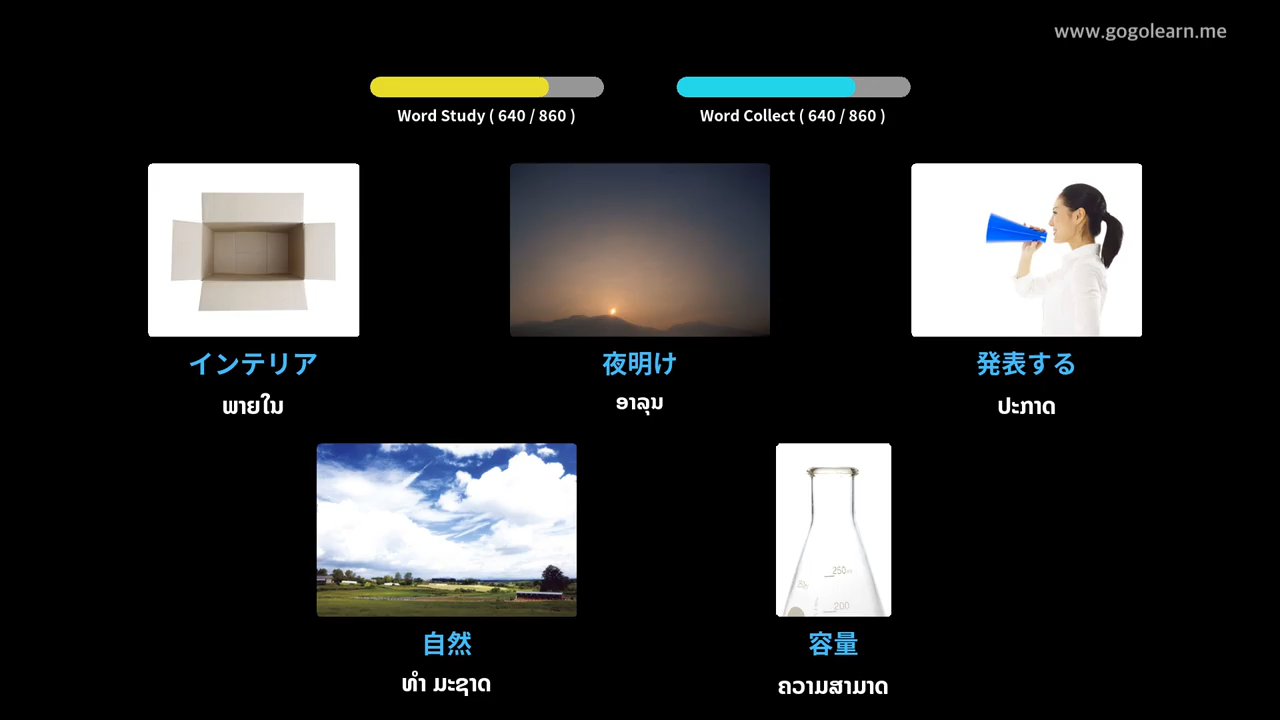 www.gogolearn.me
Word Study ( 640 / 860 )
Word Collect ( 640 / 860 )
インテリア
ພາຍໃນ
夜明け
ອາລຸນ
発表する
ປະກາດ
自然
ທຳ ມະຊາດ
容量
ຄວາມສາມາດ
250ml
200